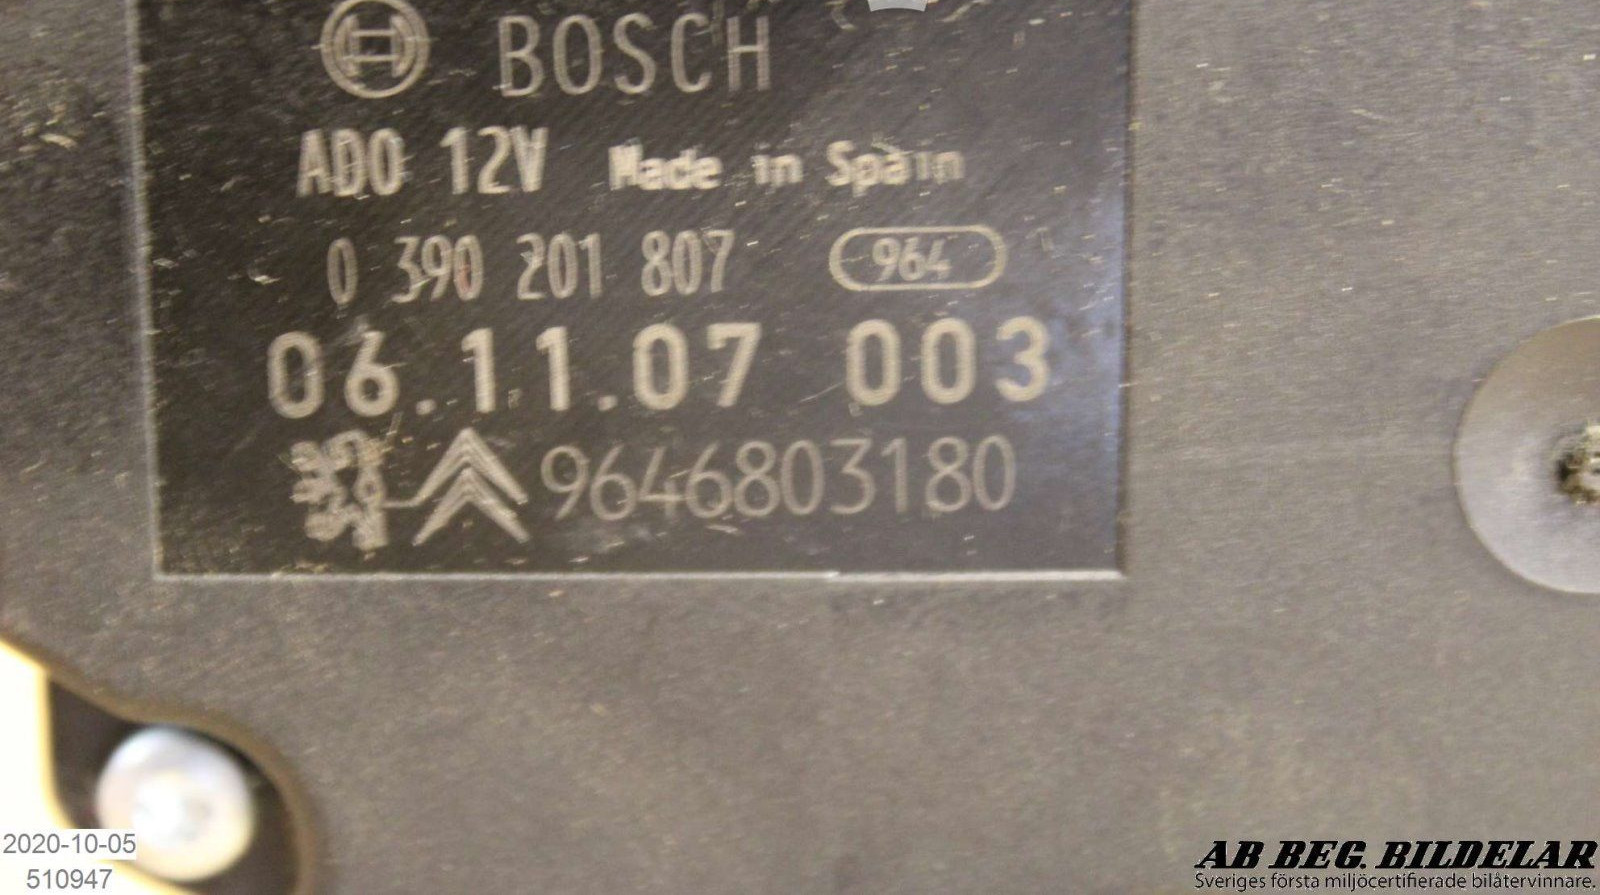 BOSCH
ADO 12V Made in Spain
0 390 201 807 964
06.11.07 003
9646803180
2020-10-05
510947
AB BEG. BILDELAR
Sveriges första miljöcertifierade bilåtervinnare.